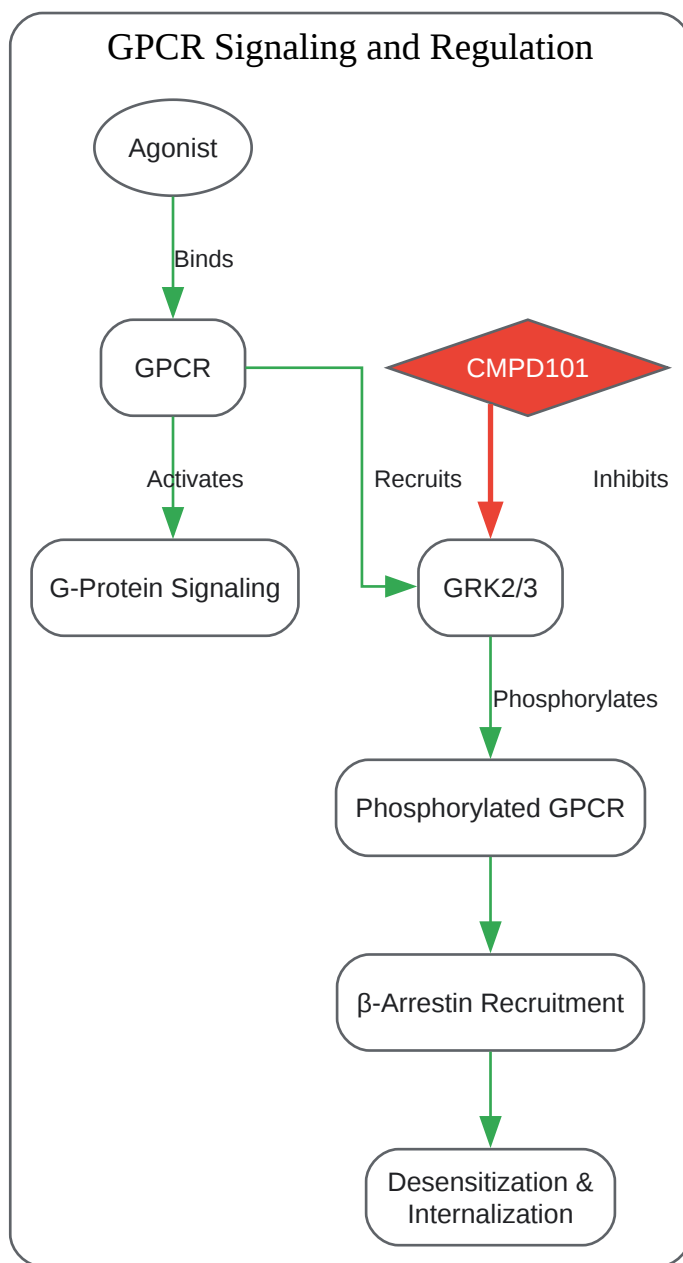 GPCR Signaling and Regulation
Agonist
Binds
GPCR
CMPD101
Activates
Recruits
Inhibits
G-Protein Signaling
GRK2/3
Phosphorylates
Phosphorylated GPCR
β-Arrestin Recruitment
Desensitization &
Internalization